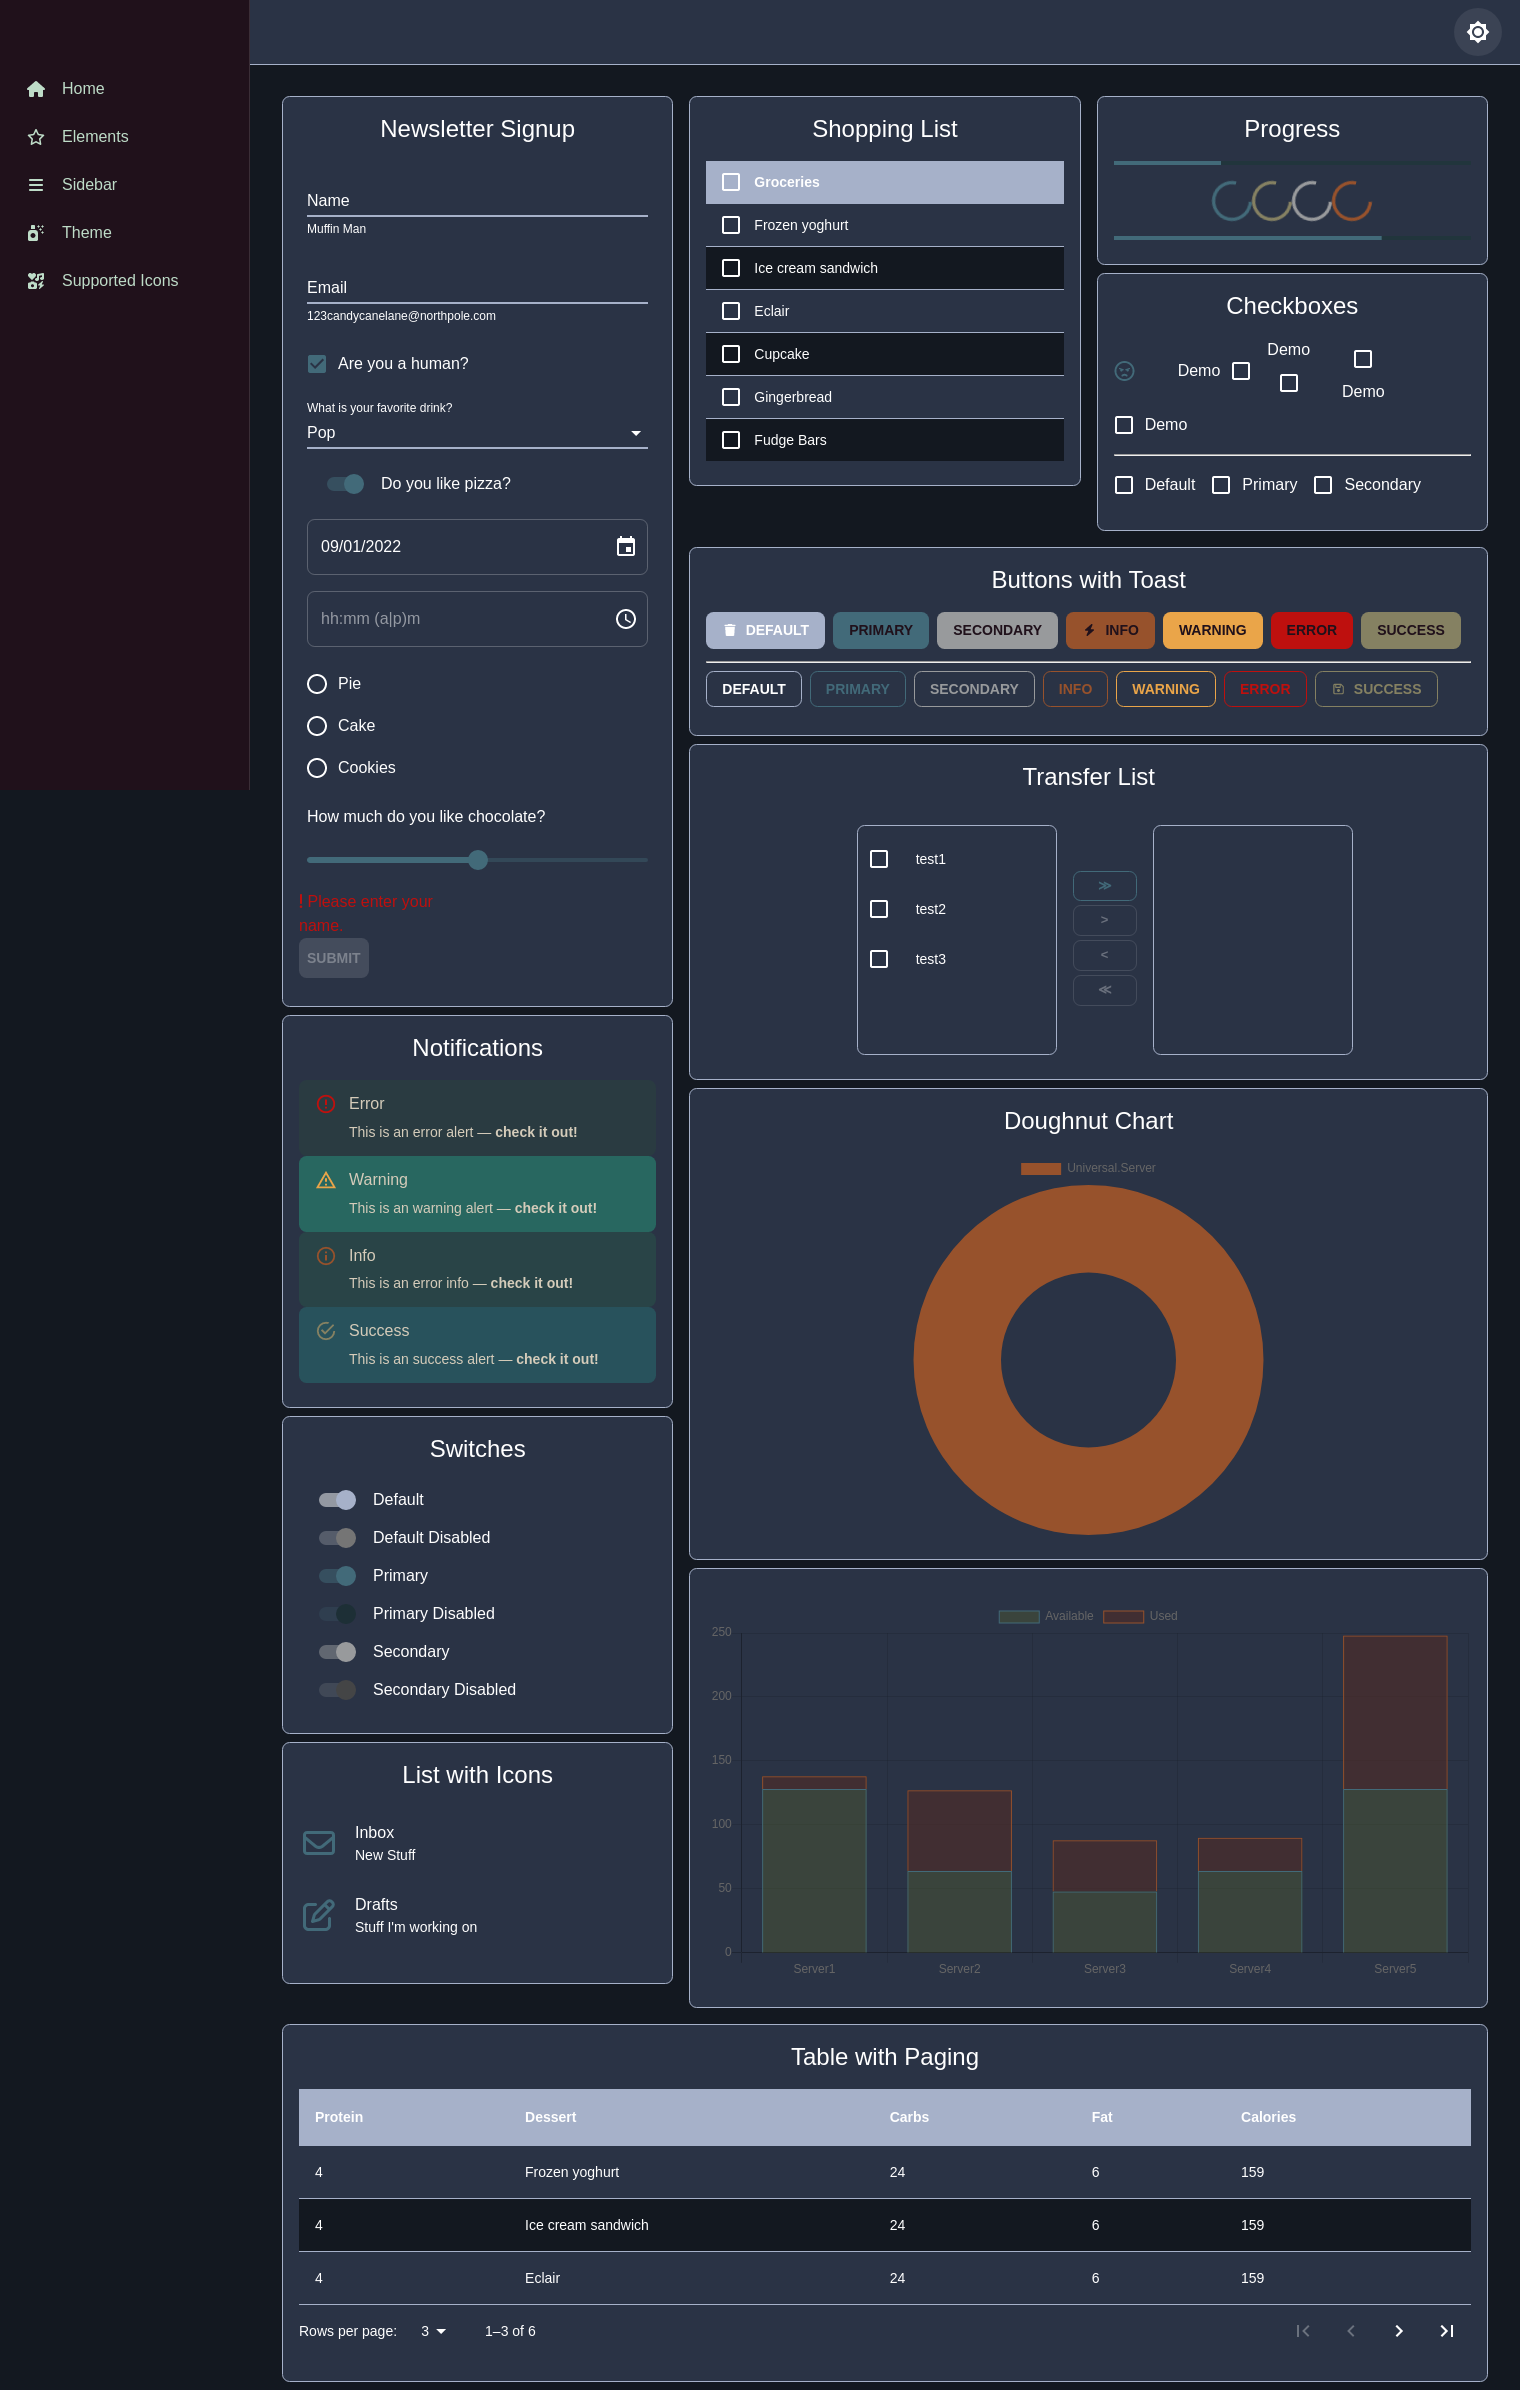 Home
Elements
Sidebar
Theme
Supported Icons
Newsletter Signup
Name
Muffin Man
Email
123candycanelane@northpole.com
Are you a human?
What is your favorite drink?
Pop
Do you like pizza?
09/01/2022
hh:mm (a|p)m
Pie
Cake
Cookies
How much do you like chocolate?
! Please enter your
name.
SUBMIT
Notifications
Error
This is an error alert — check it out!
Warning
This is an warning alert — check it out!
Info
This is an error info — check it out!
Success
This is an success alert — check it out!
Switches
Default
Default Disabled
Primary
Primary Disabled
Secondary
Secondary Disabled
List with Icons
Inbox
New Stuff
Drafts
Stuff I'm working on
Shopping List
Groceries
Frozen yoghurt
Ice cream sandwich
Eclair
Cupcake
Gingerbread
Fudge Bars
Progress
Checkboxes
Demo
Demo
Demo
Demo
Default Primary Secondary
Buttons with Toast
DEFAULT PRIMARY SECONDARY INFO WARNING ERROR SUCCESS
DEFAULT PRIMARY SECONDARY INFO WARNING ERROR SUCCESS
Transfer List
test1
test2
test3
≫
>
<
≪
Doughnut Chart
Universal.Server
Available Used
250
200
150
100
50
0
Server1 Server2 Server3 Server4 Server5
Table with Paging
Protein Dessert Carbs Fat Calories
4 Frozen yoghurt 24 6 159
4 Ice cream sandwich 24 6 159
4 Eclair 24 6 159
Rows per page: 3 1–3 of 6